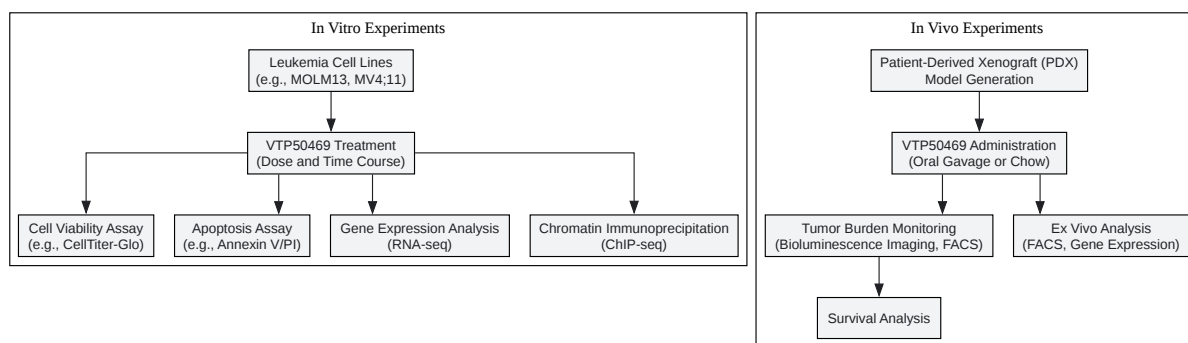 In Vitro Experiments
Leukemia Cell Lines
(e.g., MOLM13, MV4;11)
VTP50469 Treatment
(Dose and Time Course)
Cell Viability Assay
(e.g., CellTiter-Glo)
Apoptosis Assay
(e.g., Annexin V/PI)
Gene Expression Analysis
(RNA-seq)
Chromatin Immunoprecipitation
(ChIP-seq)
In Vivo Experiments
Patient-Derived Xenograft (PDX)
Model Generation
VTP50469 Administration
(Oral Gavage or Chow)
Tumor Burden Monitoring
(Bioluminescence Imaging, FACS)
Ex Vivo Analysis
(FACS, Gene Expression)
Survival Analysis